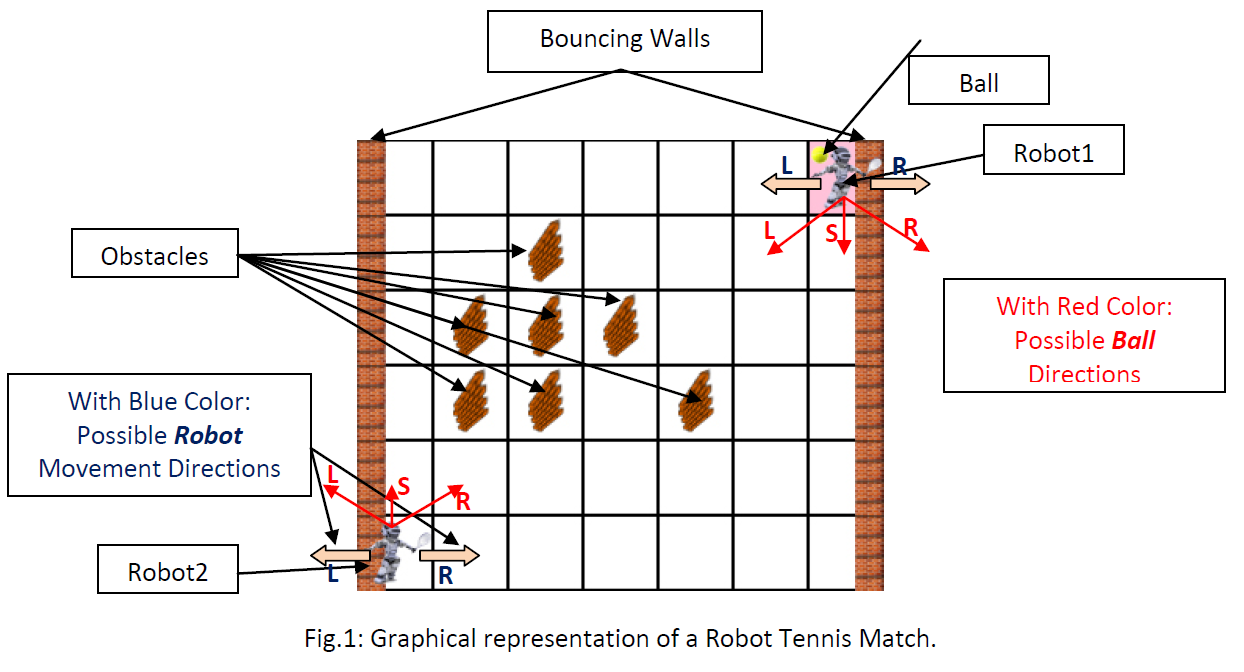 Bouncing Walls
Ball
Robot1
L
R
L
S
R
Obstacles
With Red Color:
Possible Ball
Directions
With Blue Color:
Possible Robot
Movement Directions
L
S
R
L
R
Robot2
Fig.1: Graphical representation of a Robot Tennis Match.